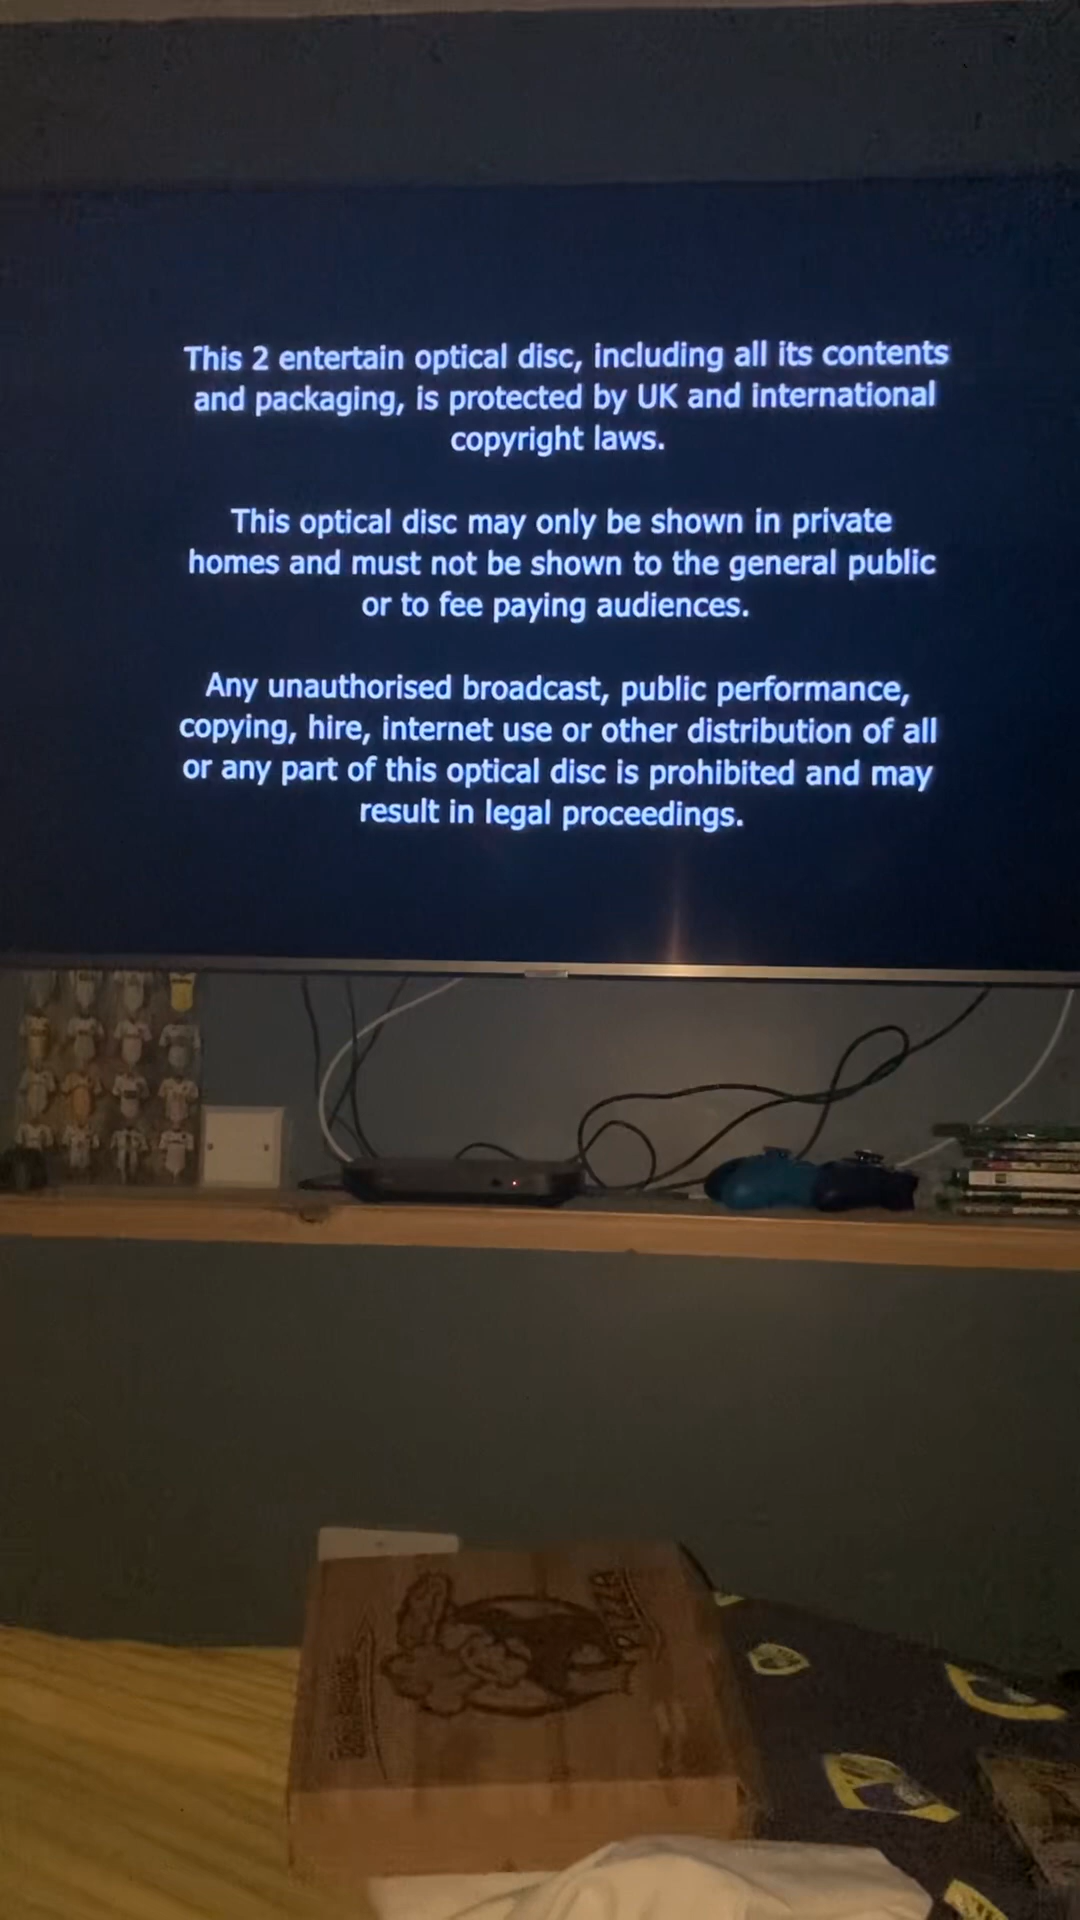 This 2 entertain optical disc, including all its contents
and packaging, is protected by UK and international
copyright laws.
This optical disc may only be shown in private
homes and must not be shown to the general public
or to fee paying audiences.
Any unauthorised broadcast, public performance,
copying, hire, internet use or other distribution of all
or any part of this optical disc is prohibited and may
result in legal proceedings.
PIZZA